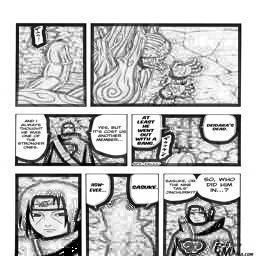 DEIDARA'S
DEAD.
AT
LEAST
HE
WENT
OUT
WITH A
BANG.
YES, BUT
IT'S COST US
ANOTHER
MEMBER...
AND I
ALWAYS
THOUGHT
HE WAS
ONE OF
THE
STRONGER
ONES.
SO, WHO
DID HIM
IN...?
SASUKE, OR
THE NINE
TAILS'
SASUKE.
HOW-
EVER...